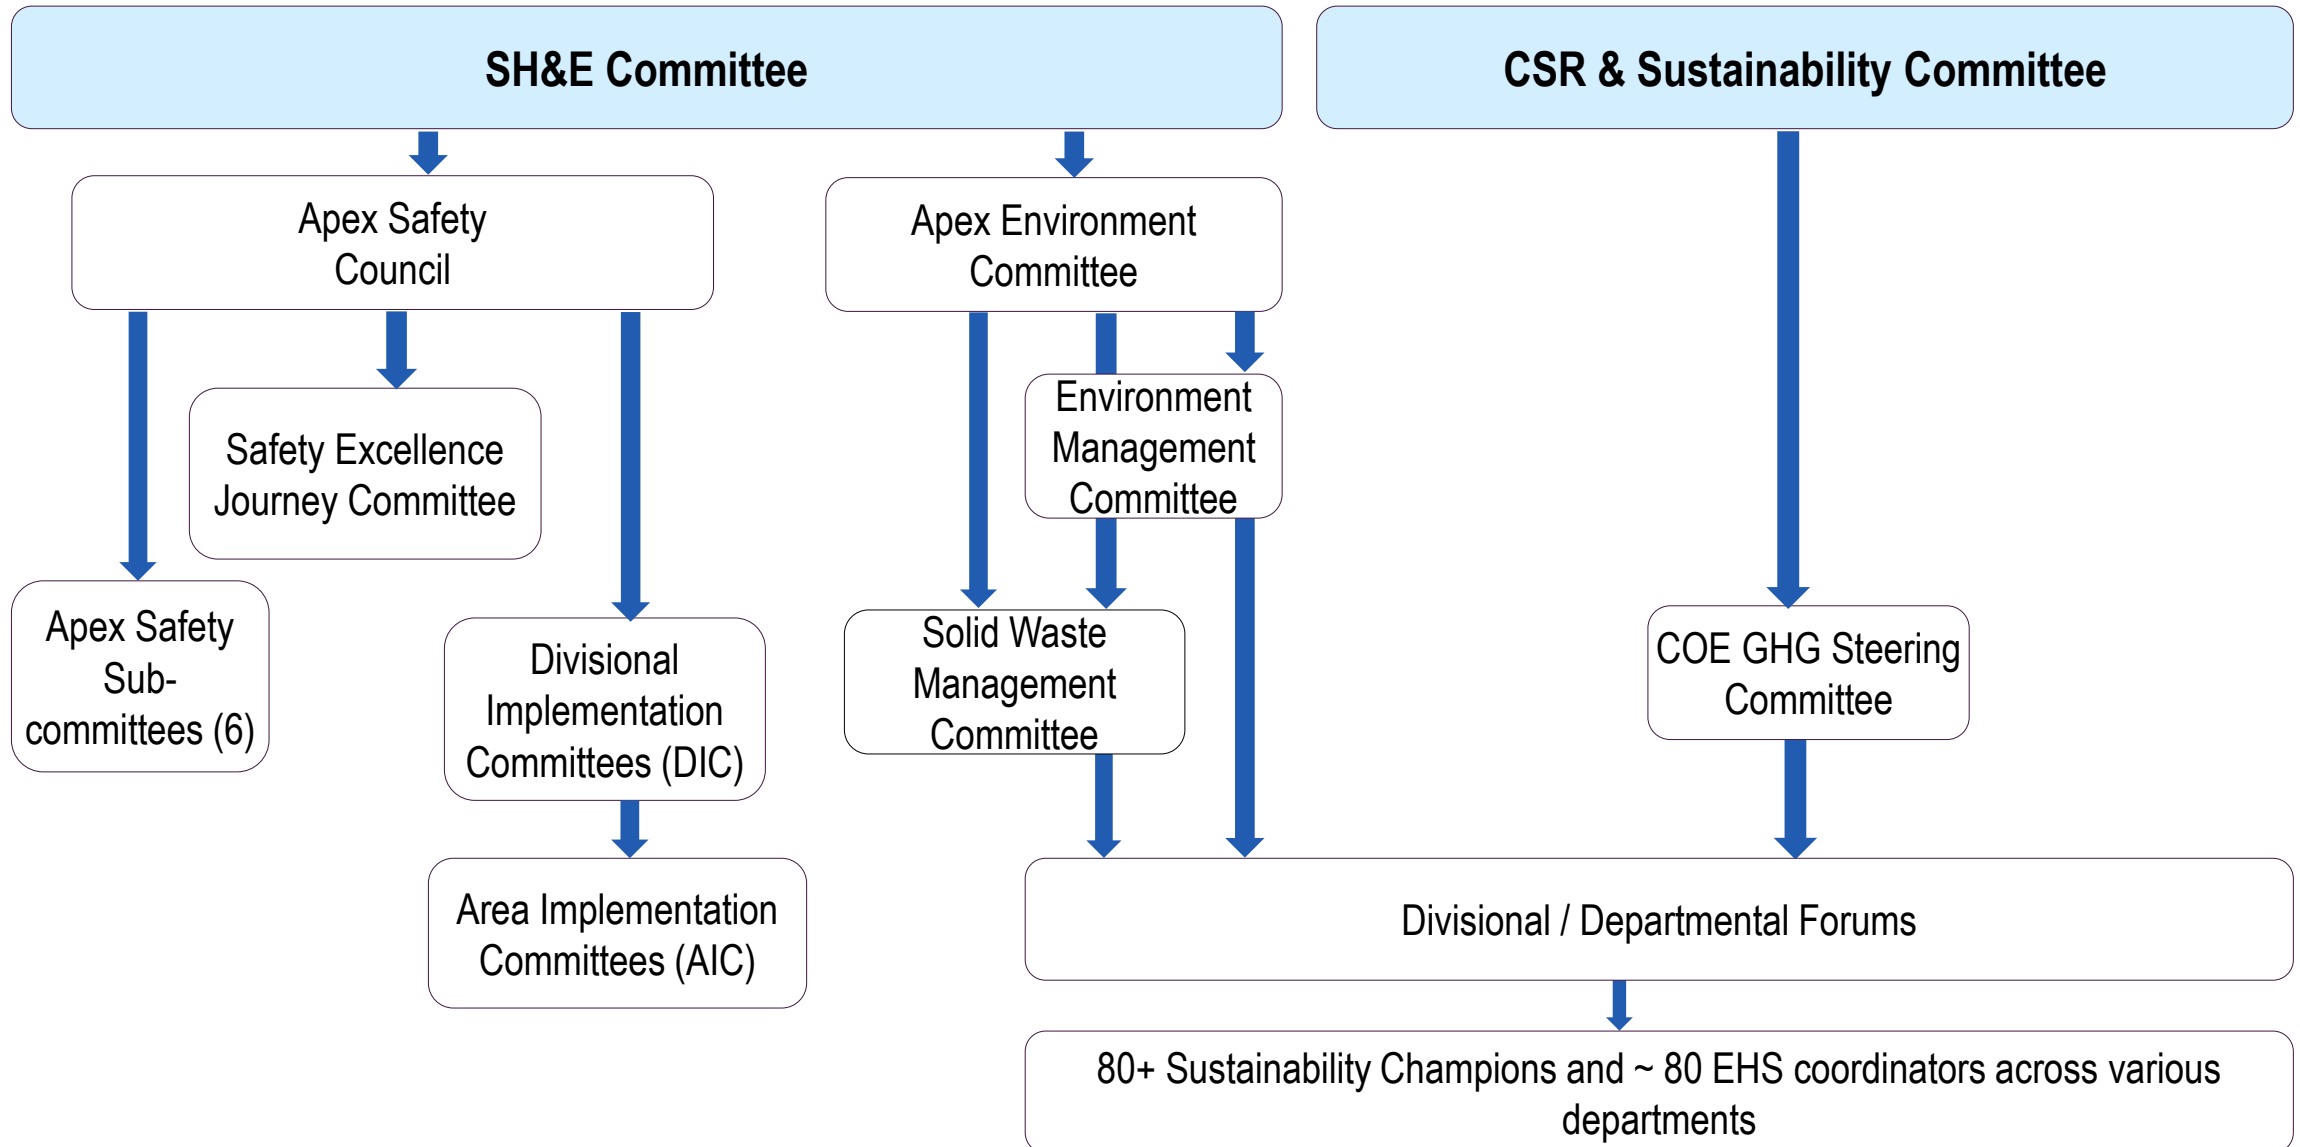 SH&E Committee
CSR & Sustainability Committee
Apex Safety
Council
Apex Environment
Committee
Safety Excellence
Journey Committee
Environment
Management
Committee
Apex Safety
Sub-
committees (6)
Divisional
Implementation
Committees (DIC)
Solid Waste
Management
Committee
COE GHG Steering
Committee
Area Implementation
Committees (AIC)
Divisional / Departmental Forums
80+ Sustainability Champions and ~ 80 EHS coordinators across various
departments